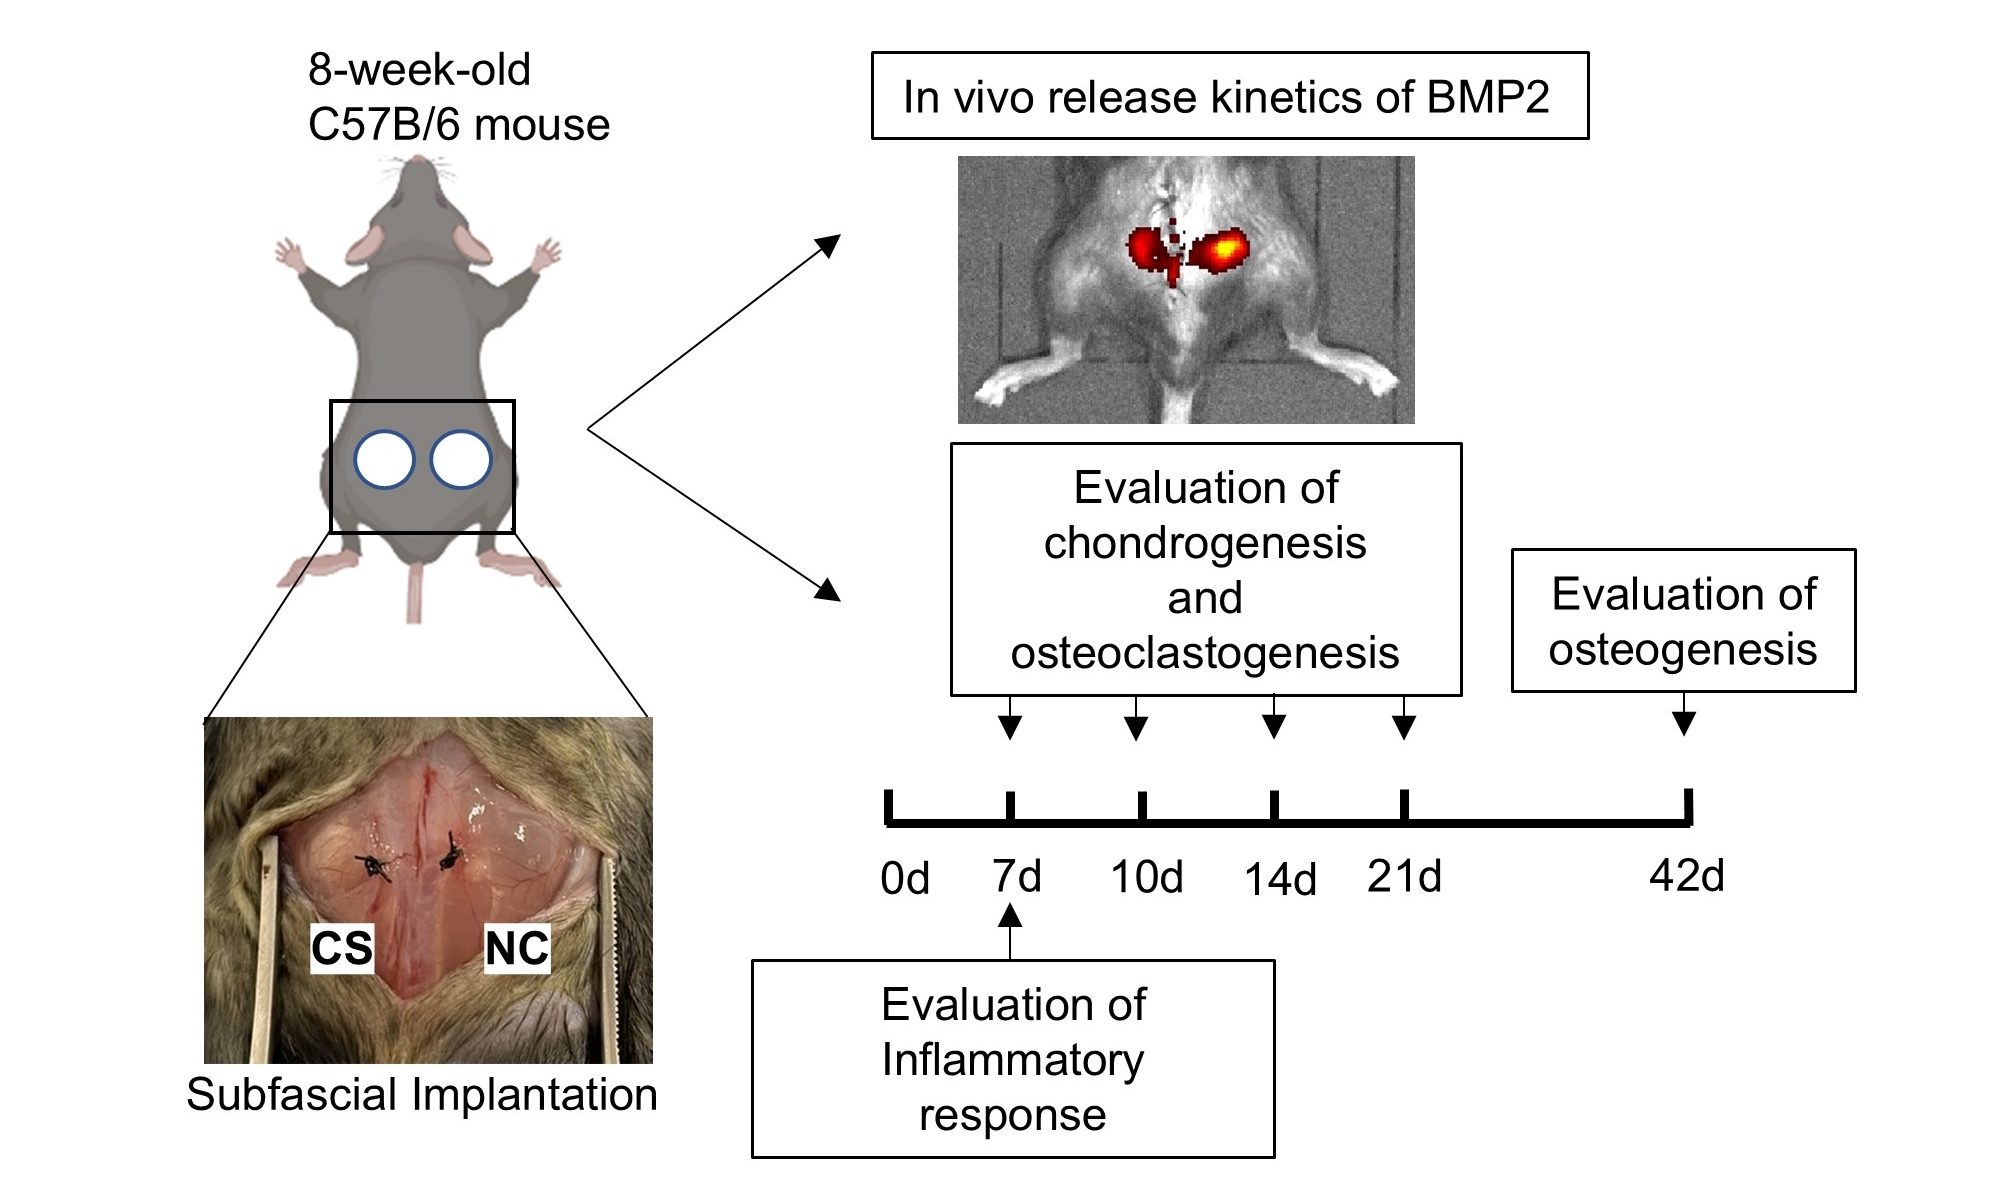 8-week-old
C57B/6 mouse
In vivo release kinetics of BMP2
Evaluation of
chondrogenesis
and
osteoclastogenesis
Evaluation of
osteogenesis
CS
NC
Subfascial Implantation
0d 7d 10d 14d 21d 42d
Evaluation of
Inflammatory
response